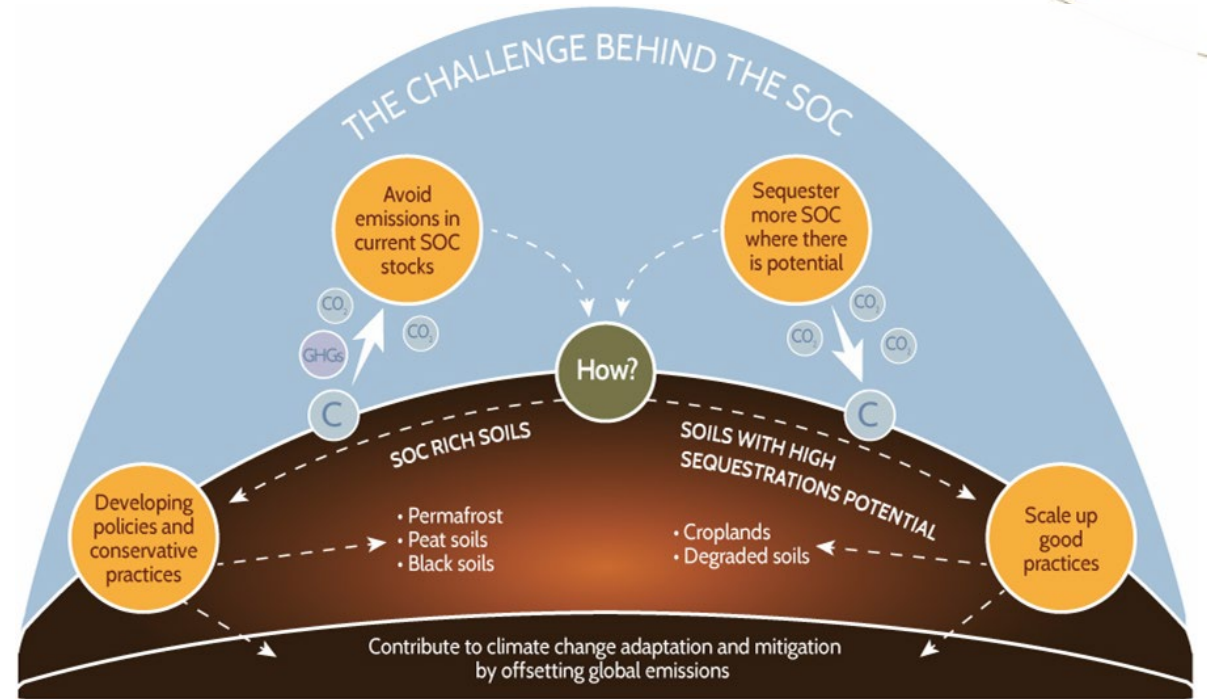 THE CHALLENGE BEHIND THE SOC
Avoid
emissions in
current SOC
stocks
Sequester
more SOC
where there
is potential
CO₂
GHGs
CO₂
C
CO₂
CO₂
CO₂
C
How?
SOC RICH SOILS
SOILS WITH HIGH
SEQUESTRATIONS POTENTIAL
Developing
policies and
conservative
practices
• Permafrost
• Peat soils
• Black soils
• Croplands
• Degraded soils
Scale up
good
practices
Contribute to climate change adaptation and mitigation
by offsetting global emissions